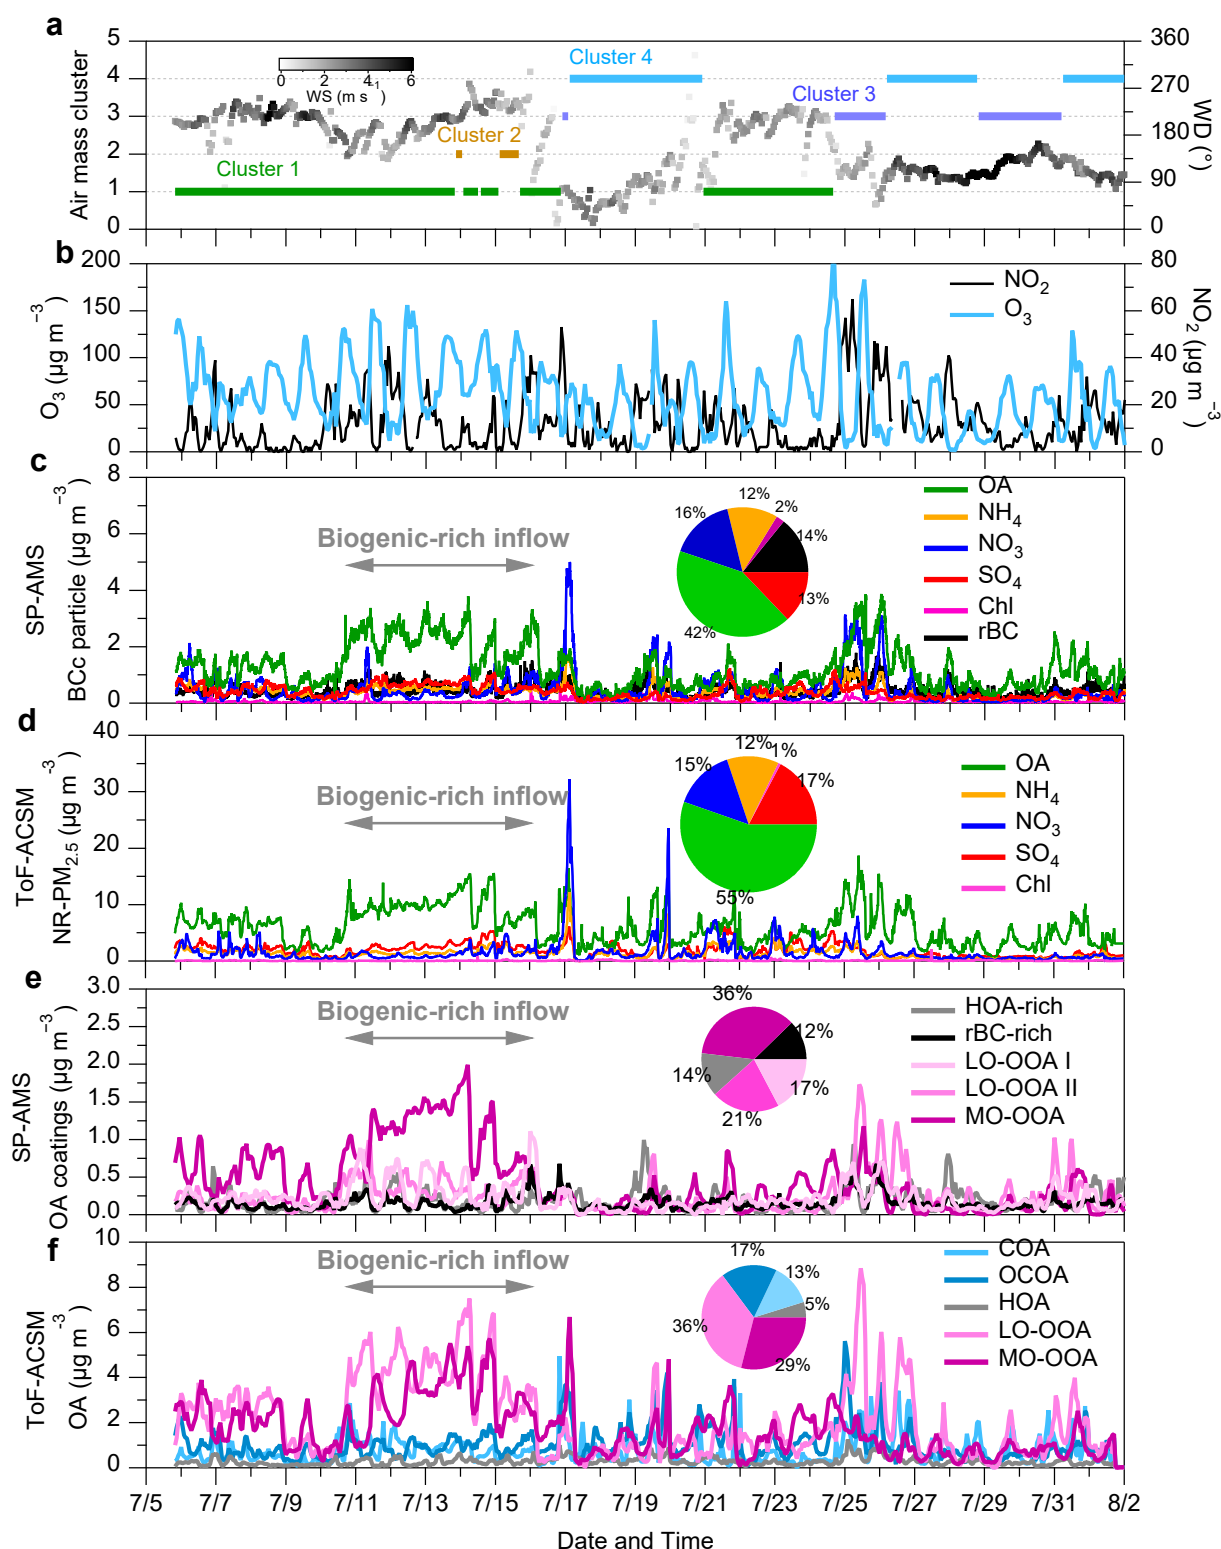 a
Air mass cluster
5
4
3
2
1
0
0 2 4 6
WS (m s⁻¹)
Cluster 4
Cluster 3
Cluster 2
Cluster 1
360
270
180
90
0
WD (°)
b
O₃ (µg m⁻³)
200
150
100
50
0
NO₂
O₃
80
60
40
20
0
NO₂ (µg m⁻³)
c
SP-AMS
BCc particle (µg m⁻³)
8
6
4
2
0
Biogenic-rich inflow
12%
2%
16%
14%
13%
42%
OA
NH₄
NO₃
SO₄
Chl
rBC
d
ToF-ACSM
NR-PM₂.₅ (µg m⁻³)
40
30
20
10
0
Biogenic-rich inflow
12%
1%
15%
17%
55%
OA
NH₄
NO₃
SO₄
Chl
e
SP-AMS
OA coatings (µg m⁻³)
3.0
2.5
2.0
1.5
1.0
0.5
0.0
Biogenic-rich inflow
36%
12%
14%
17%
21%
HOA-rich
rBC-rich
LO-OOA I
LO-OOA II
MO-OOA
f
ToF-ACSM
OA (µg m⁻³)
10
8
6
4
2
0
Biogenic-rich inflow
17%
13%
5%
36%
29%
COA
OCOA
HOA
LO-OOA
MO-OOA
7/5 7/7 7/9 7/11 7/13 7/15 7/17 7/19 7/21 7/23 7/25 7/27 7/29 7/31 8/2
Date and Time